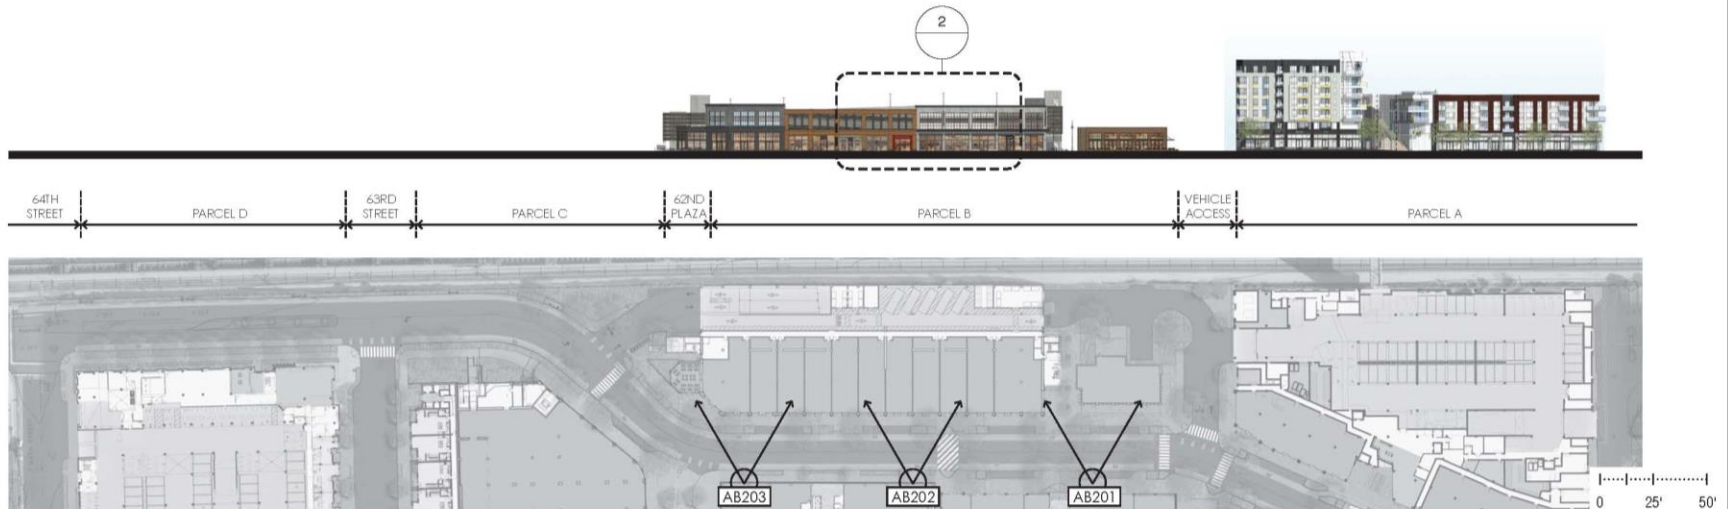 2
64TH
STREET
PARCEL D
63RD
STREET
PARCEL C
62ND
PLAZA
PARCEL B
VEHICLE
ACCESS
PARCEL A
AB203
AB202
AB201
0 25' 50'